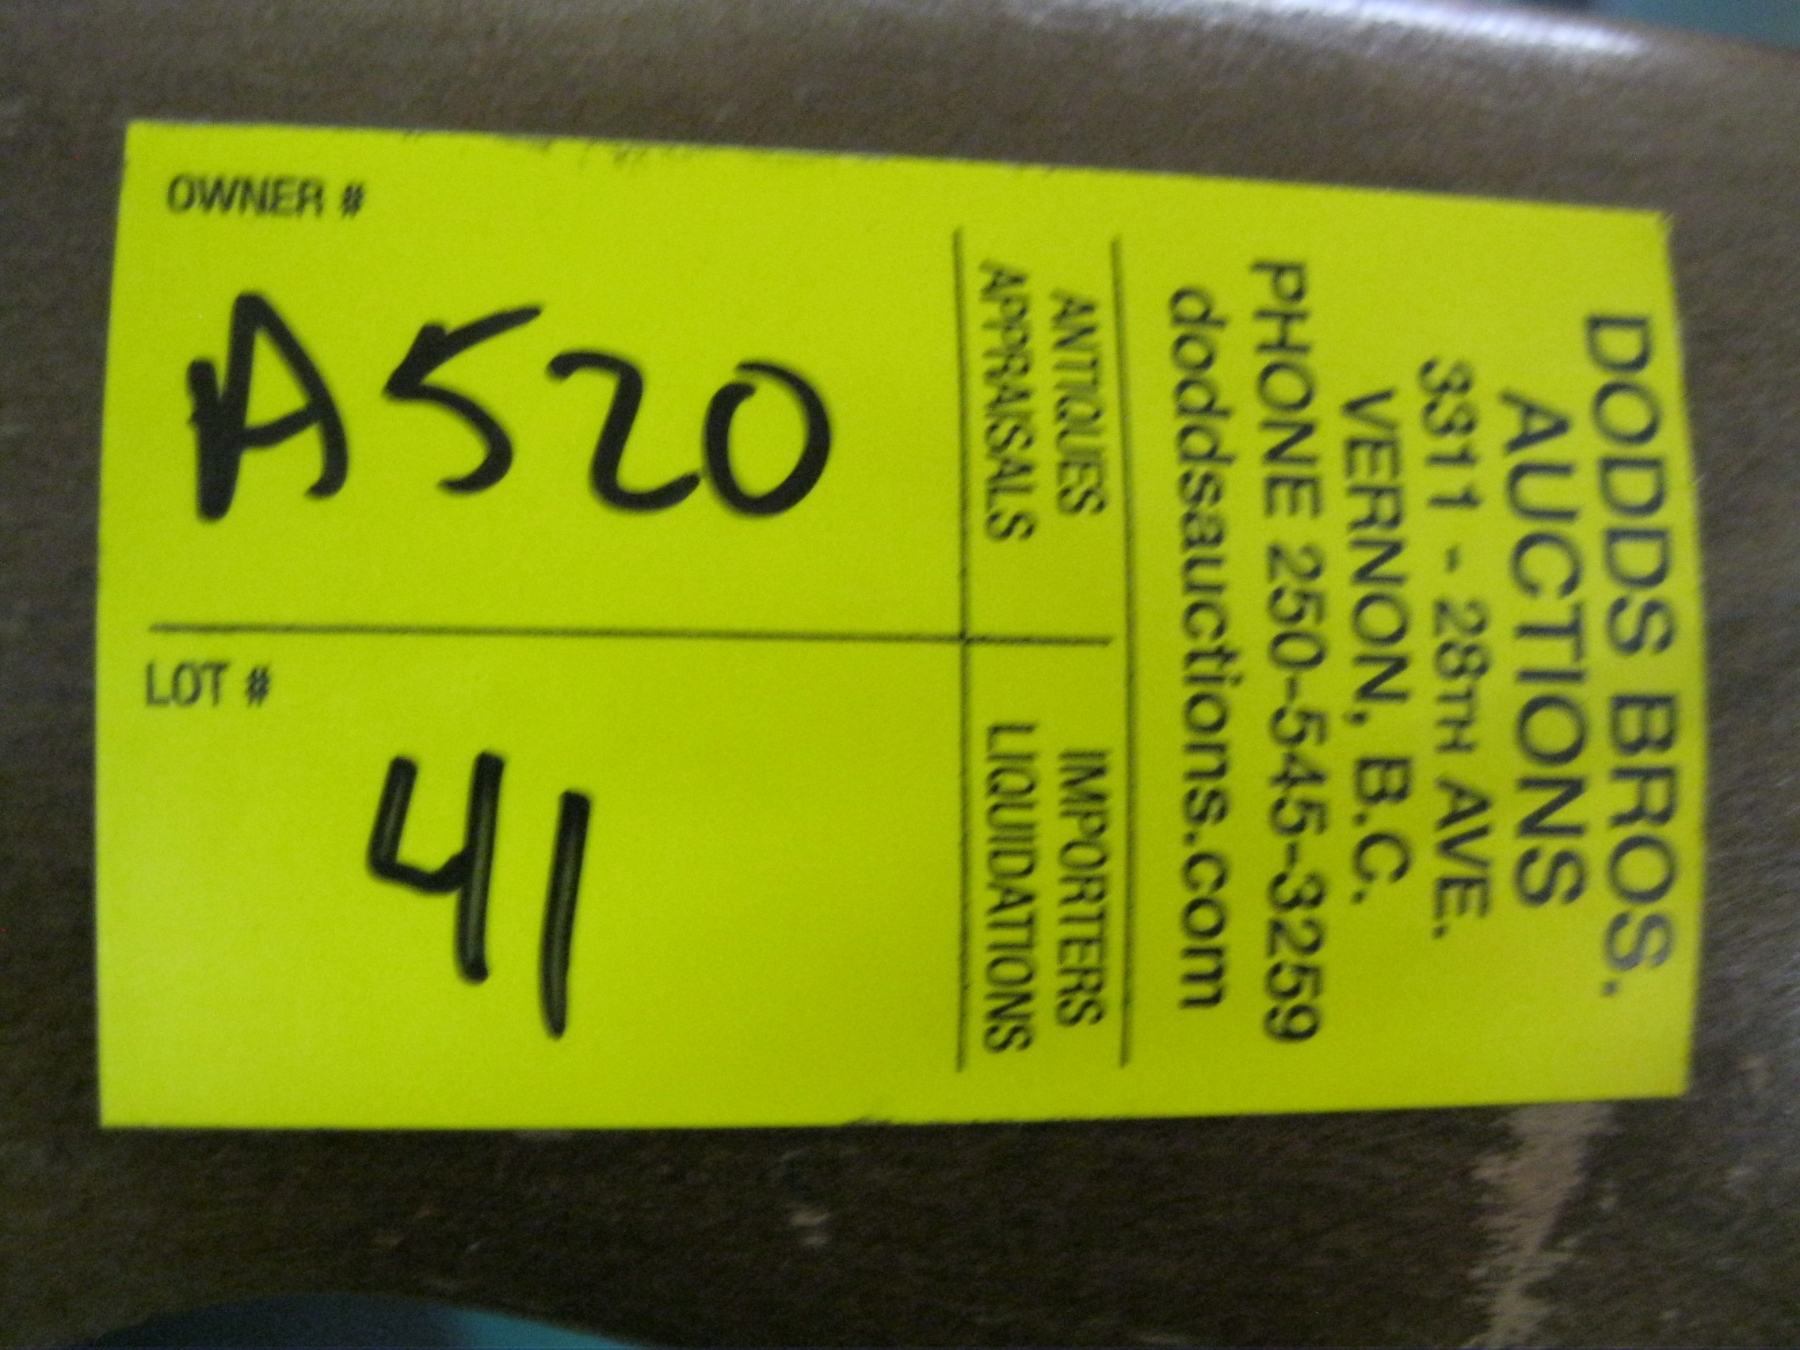 DODDS BROS.
AUCTIONS
3311 - 28TH AVE.
VERNON, B.C.
PHONE 250-545-3259
doddsauctions.com
ANTIQUES
APPRAISALS
IMPORTERS
LIQUIDATIONS
OWNER #
A520
LOT #
41